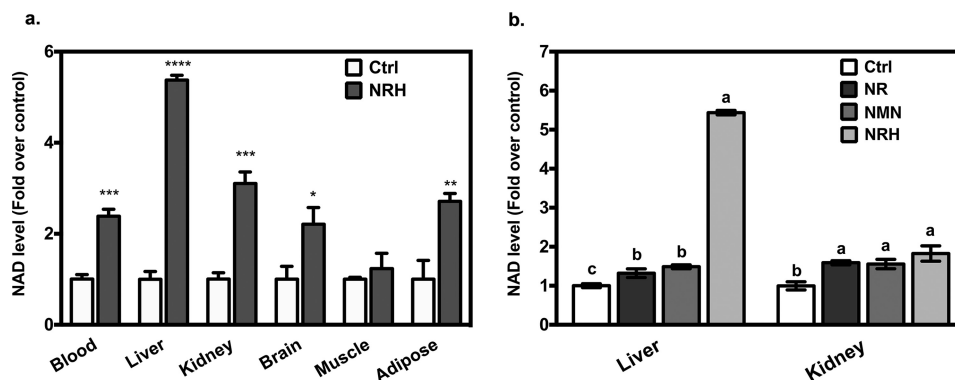 a.
NAD level (Fold over control)
6
4
2
0
Ctrl
NRH
***
****
***
*
**
Blood
Liver
Kidney
Brain
Muscle
Adipose
b.
NAD level (Fold over control)
7
6
5
4
3
2
1
0
Ctrl
NR
NMN
NRH
c
b
b
a
b
a
a
a
Liver
Kidney